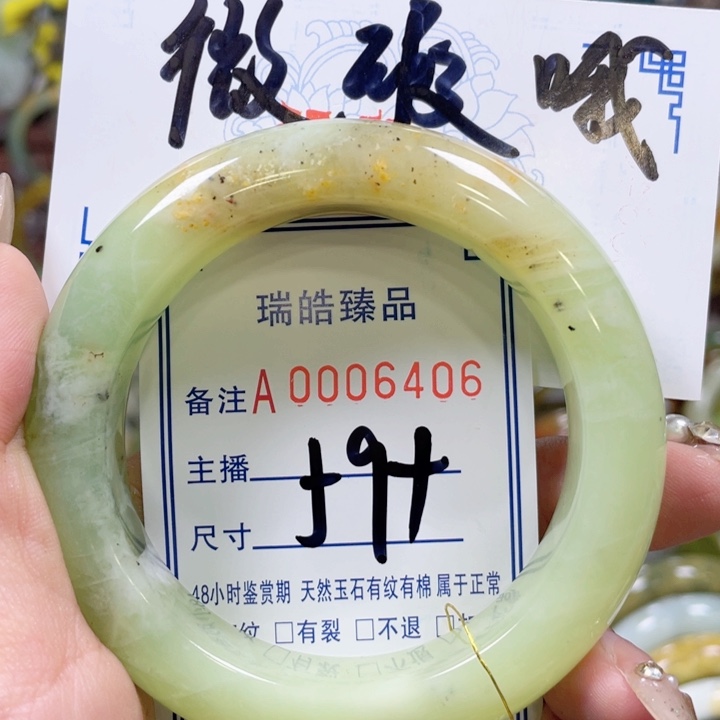 微碳哦
瑞皓臻品
备注A 0006406
主播
尺寸
48小时鉴赏期 天然玉石有纹有棉 属于正常
纹 □有裂 □不退 □